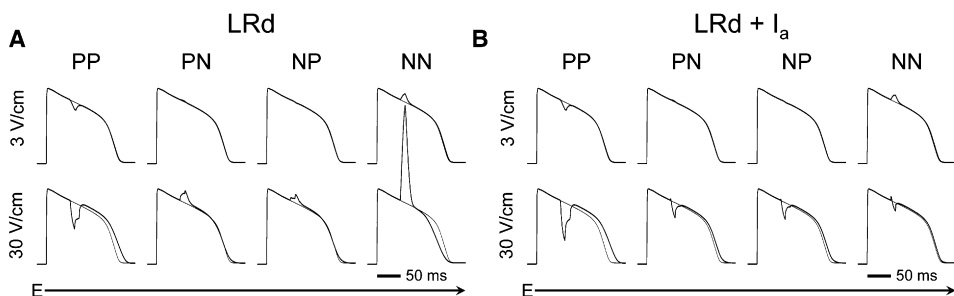 A LRd B LRd + Ia
PP PN NP NN PP PN NP NN
3 V/cm 3 V/cm
30 V/cm 30 V/cm
50 ms 50 ms
E E